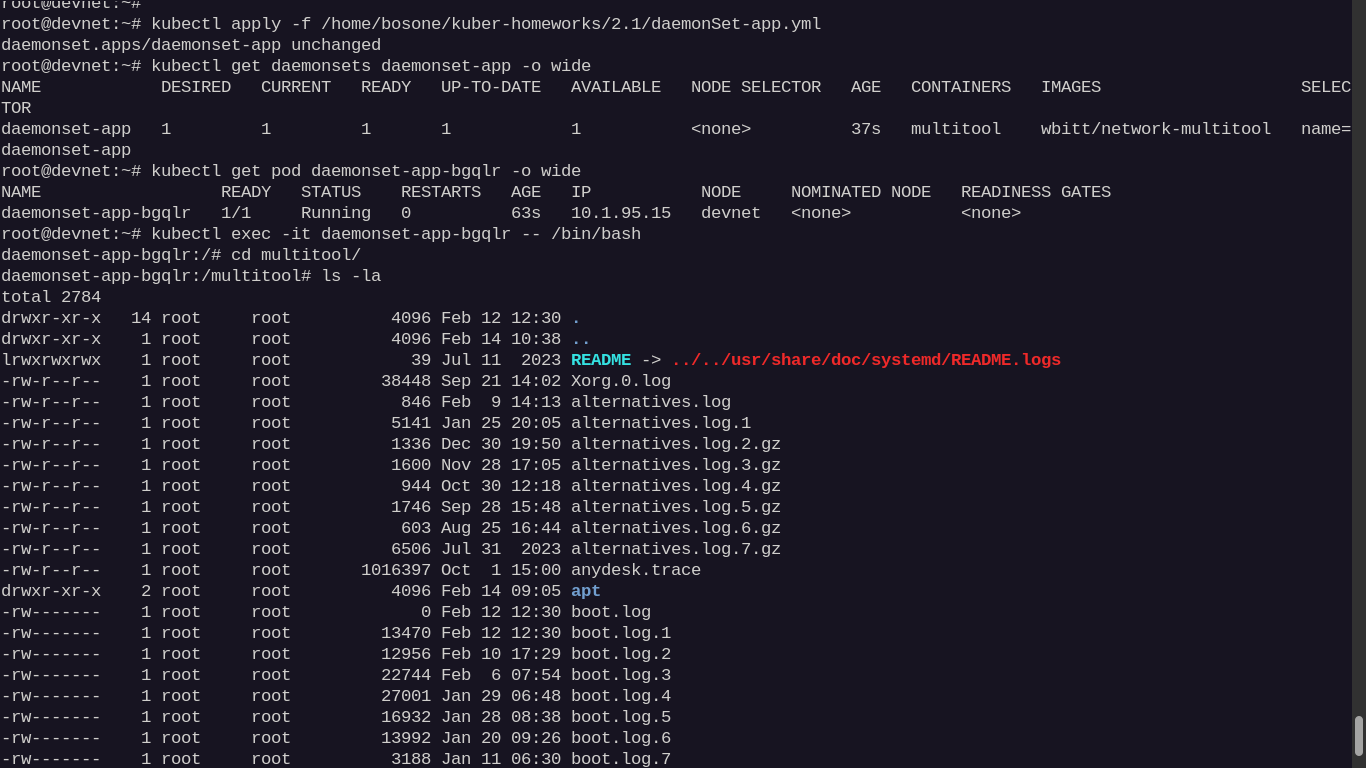 root@devnet:~#
root@devnet:~# kubectl apply -f /home/bosone/kuber-homeworks/2.1/daemonSet-app.yml
daemonset.apps/daemonset-app unchanged
root@devnet:~# kubectl get daemonsets daemonset-app -o wide
NAME            DESIRED   CURRENT   READY   UP-TO-DATE   AVAILABLE   NODE SELECTOR   AGE   CONTAINERS   IMAGES                    SELEC
TOR
daemonset-app   1         1         1       1            1           <none>          37s   multitool    wbitt/network-multitool   name=
daemonset-app
root@devnet:~# kubectl get pod daemonset-app-bgqlr -o wide
NAME                  READY   STATUS    RESTARTS   AGE   IP           NODE     NOMINATED NODE   READINESS GATES
daemonset-app-bgqlr   1/1     Running   0          63s   10.1.95.15   devnet   <none>           <none>
root@devnet:~# kubectl exec -it daemonset-app-bgqlr -- /bin/bash
daemonset-app-bgqlr:/# cd multitool/
daemonset-app-bgqlr:/multitool# ls -la
total 2784
drwxr-xr-x   14 root     root          4096 Feb 12 12:30 .
drwxr-xr-x    1 root     root          4096 Feb 14 10:38 ..
lrwxrwxrwx    1 root     root            39 Jul 11  2023 README -> ../../usr/share/doc/systemd/README.logs
-rw-r--r--    1 root     root         38448 Sep 21 14:02 Xorg.0.log
-rw-r--r--    1 root     root           846 Feb  9 14:13 alternatives.log
-rw-r--r--    1 root     root          5141 Jan 25 20:05 alternatives.log.1
-rw-r--r--    1 root     root          1336 Dec 30 19:50 alternatives.log.2.gz
-rw-r--r--    1 root     root          1600 Nov 28 17:05 alternatives.log.3.gz
-rw-r--r--    1 root     root           944 Oct 30 12:18 alternatives.log.4.gz
-rw-r--r--    1 root     root          1746 Sep 28 15:48 alternatives.log.5.gz
-rw-r--r--    1 root     root           603 Aug 25 16:44 alternatives.log.6.gz
-rw-r--r--    1 root     root          6506 Jul 31  2023 alternatives.log.7.gz
-rw-r--r--    1 root     root       1016397 Oct  1 15:00 anydesk.trace
drwxr-xr-x    2 root     root          4096 Feb 14 09:05 apt
-rw-------    1 root     root             0 Feb 12 12:30 boot.log
-rw-------    1 root     root         13470 Feb 12 12:30 boot.log.1
-rw-------    1 root     root         12956 Feb 10 17:29 boot.log.2
-rw-------    1 root     root         22744 Feb  6 07:54 boot.log.3
-rw-------    1 root     root         27001 Jan 29 06:48 boot.log.4
-rw-------    1 root     root         16932 Jan 28 08:38 boot.log.5
-rw-------    1 root     root         13992 Jan 20 09:26 boot.log.6
-rw-------    1 root     root          3188 Jan 11 06:30 boot.log.7